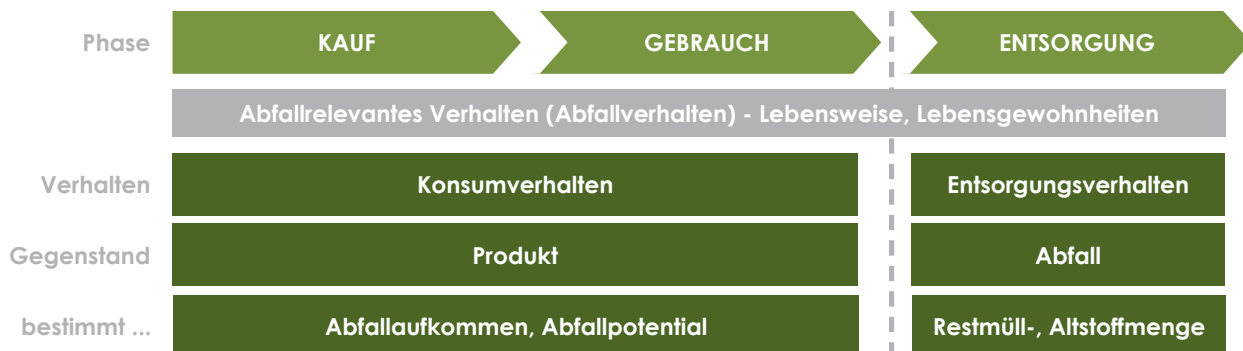 Phase KAUF GEBRAUCH ENTSORGUNG
Abfallrelevantes Verhalten (Abfallverhalten) - Lebensweise, Lebensgewohnheiten
Verhalten Konsumverhalten Entsorgungsverhalten
Gegenstand Produkt Abfall
bestimmt ... Abfallaufkommen, Abfallpotential Restmüll-, Altstoffmenge